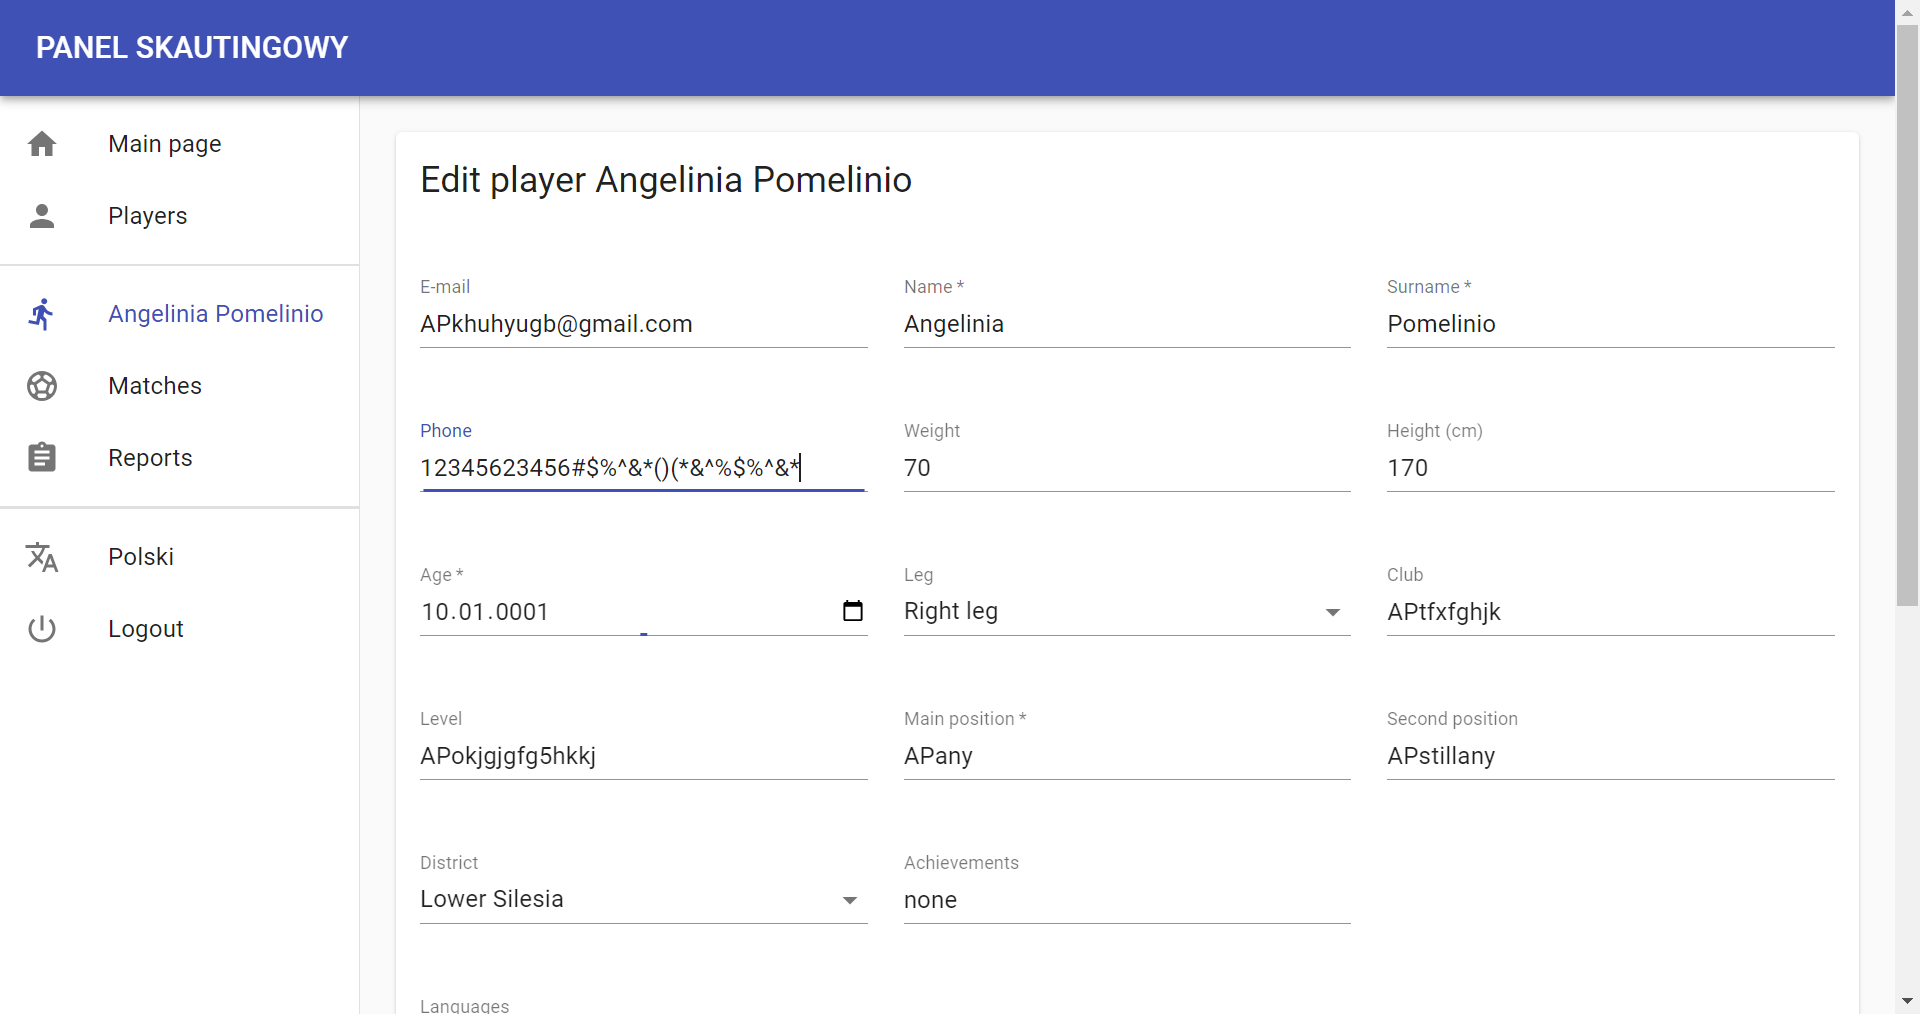 PANEL SKAUTINGOWY
Main page
Players
Angelinia Pomelinio
Matches
Reports
Polski
Logout
Edit player Angelinia Pomelinio
E-mail
APkhuhyugb@gmail.com
Name *
Angelinia
Surname *
Pomelinio
Phone
12345623456#$%^&*()(*&^%$%^&*
Weight
70
Height (cm)
170
Age *
10.01.0001
Leg
Right leg
Club
APtfxfghjk
Level
APokjgjgfg5hkkj
Main position *
APany
Second position
APstillany
District
Lower Silesia
Achievements
none
Languages